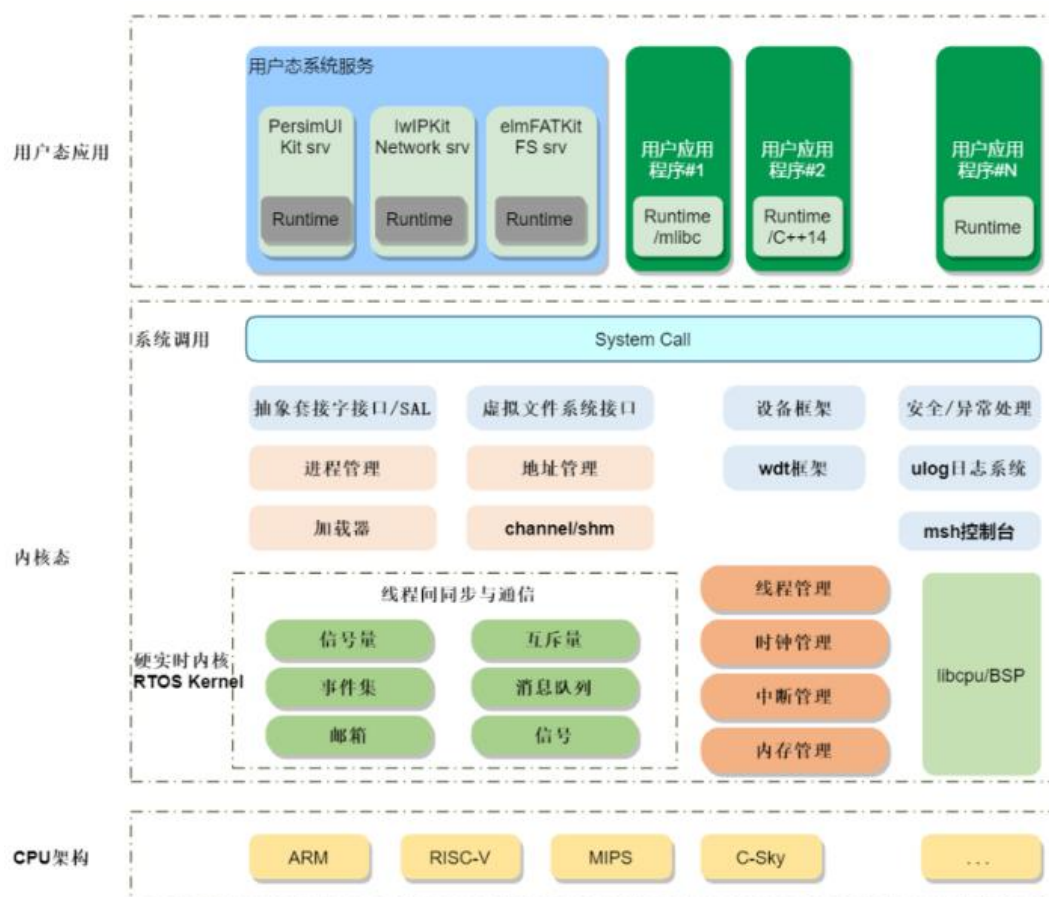 用户态应用
用户态系统服务
PersimUI
Kit srv
Runtime
lwIPKit
Network srv
Runtime
elmFATKit
FS srv
Runtime
用户应用
程序#1
Runtime
/mlibc
用户应用
程序#2
Runtime
/C++14
用户应用
程序#N
Runtime
内核态
系统调用
System Call
抽象套接字接口/SAL
虚拟文件系统接口
设备框架
安全/异常处理
进程管理
地址管理
wdt框架
ulog日志系统
加载器
channel/shm
msh控制台
硬实时内核
RTOS Kernel
线程间同步与通信
信号量
互斥量
事件集
消息队列
邮箱
信号
线程管理
时钟管理
中断管理
内存管理
libcpu/BSP
CPU架构
ARM
RISC-V
MIPS
C-Sky
...